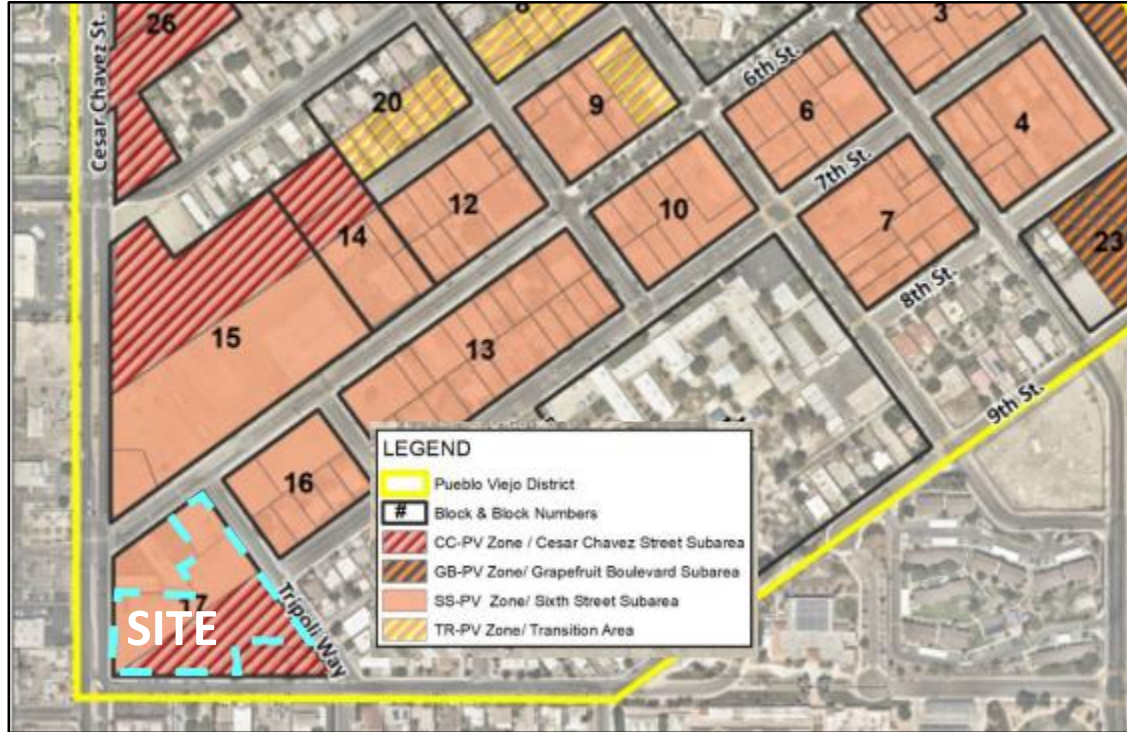 26
8
3
Cesar Chavez St.
20
9
6th St.
6
4
12
10
7th St.
14
7
23
8th St.
15
13
9th St.
16
17
SITE
Tripoli Way
LEGEND
Pueblo Viejo District
# Block & Block Numbers
CC-PV Zone / Cesar Chavez Street Subarea
GB-PV Zone/ Grapefruit Boulevard Subarea
SS-PV Zone/ Sixth Street Subarea
TR-PV Zone/ Transition Area